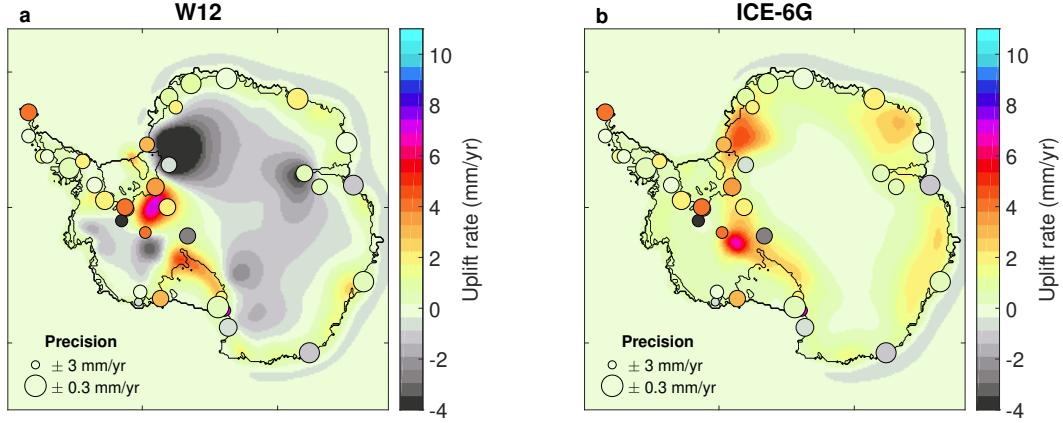 a
W12
10
8
6
4
2
0
-2
-4
Uplift rate (mm/yr)
Precision
± 3 mm/yr
± 0.3 mm/yr
b
ICE-6G
10
8
6
4
2
0
-2
-4
Uplift rate (mm/yr)
Precision
± 3 mm/yr
± 0.3 mm/yr